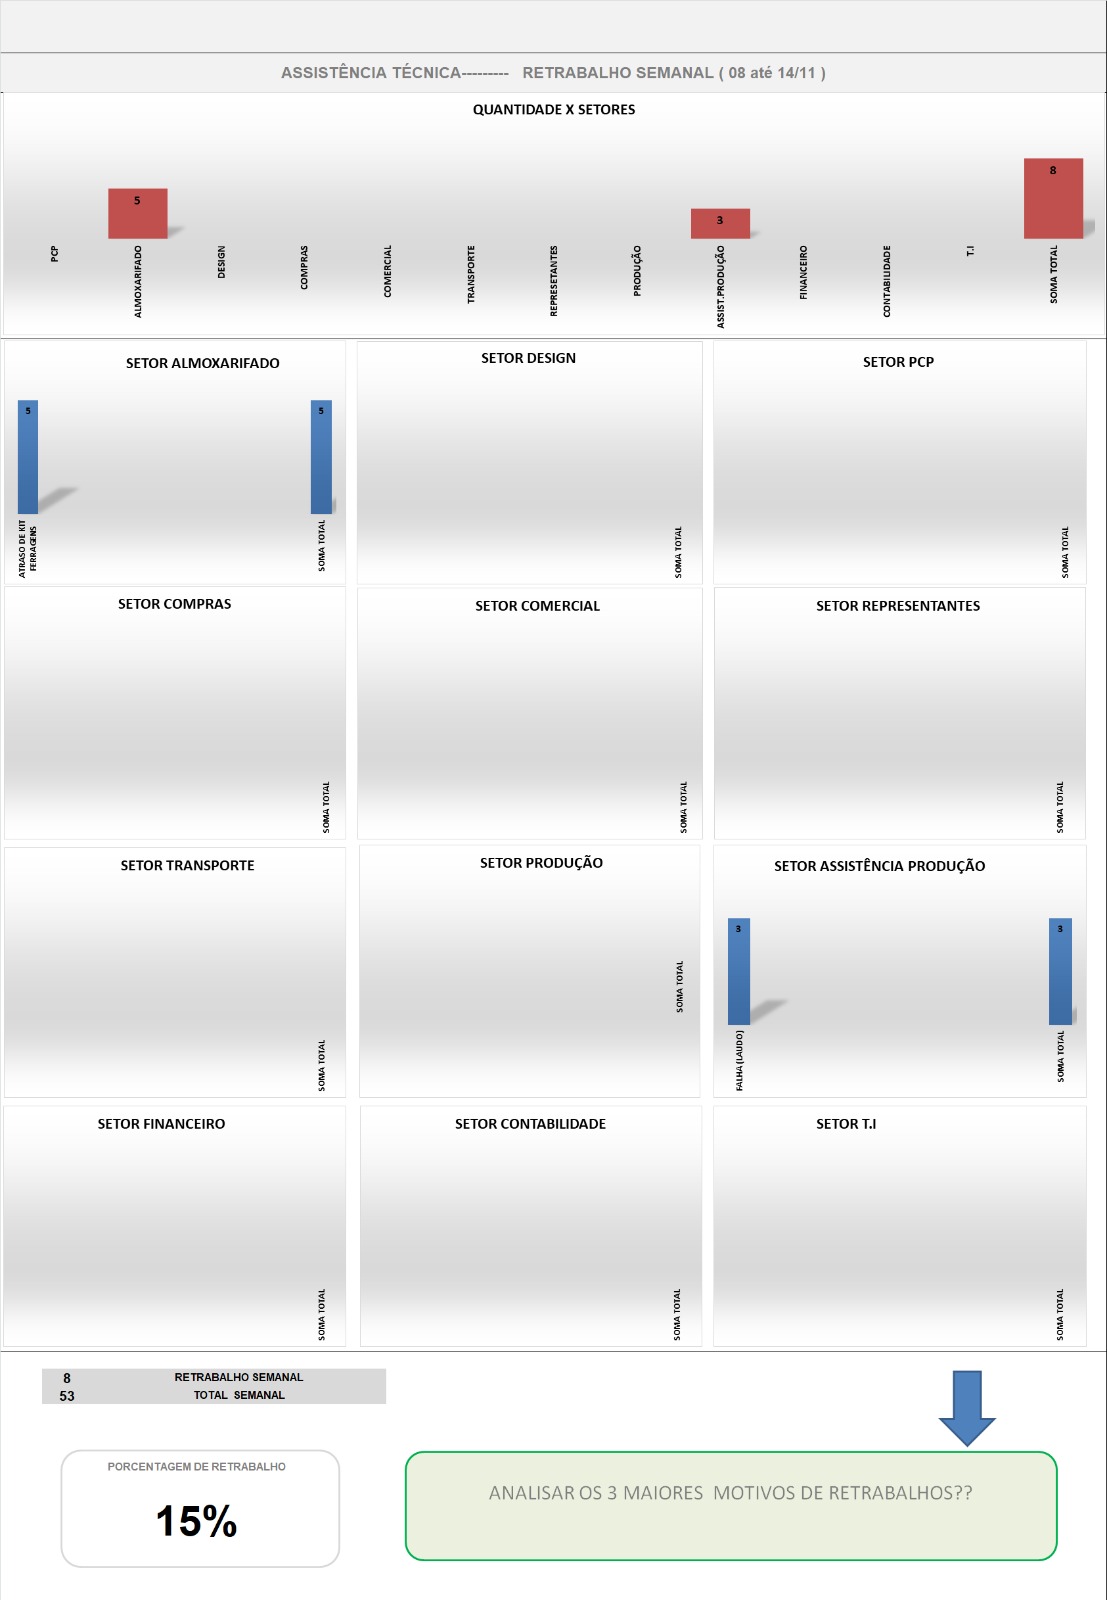 ASSISTÊNCIA TÉCNICA--------- RETRABALHO SEMANAL ( 08 até 14/11 )
QUANTIDADE X SETORES
5
3
8
PCP
ALMOXARIFADO
DESIGN
COMPRAS
COMERCIAL
TRANSPORTE
REPRESETANTES
PRODUÇÃO
ASSIST.PRODUÇÃO
FINANCEIRO
CONTABILIDADE
T.I
SOMA TOTAL
SETOR ALMOXARIFADO
5
5
ATRASO DE KIT
FERRAGENS
SOMA TOTAL
SETOR DESIGN
SOMA TOTAL
SETOR PCP
SOMA TOTAL
SETOR COMPRAS
SOMA TOTAL
SETOR COMERCIAL
SOMA TOTAL
SETOR REPRESENTANTES
SOMA TOTAL
SETOR TRANSPORTE
SOMA TOTAL
SETOR PRODUÇÃO
SOMA TOTAL
SETOR ASSISTÊNCIA PRODUÇÃO
3
3
FALHA (LAUDO)
SOMA TOTAL
SETOR FINANCEIRO
SOMA TOTAL
SETOR CONTABILIDADE
SOMA TOTAL
SETOR T.I
SOMA TOTAL
8 RETRABALHO SEMANAL
53 TOTAL SEMANAL
PORCENTAGEM DE RETRABALHO
15%
ANALISAR OS 3 MAIORES MOTIVOS DE RETRABALHOS??